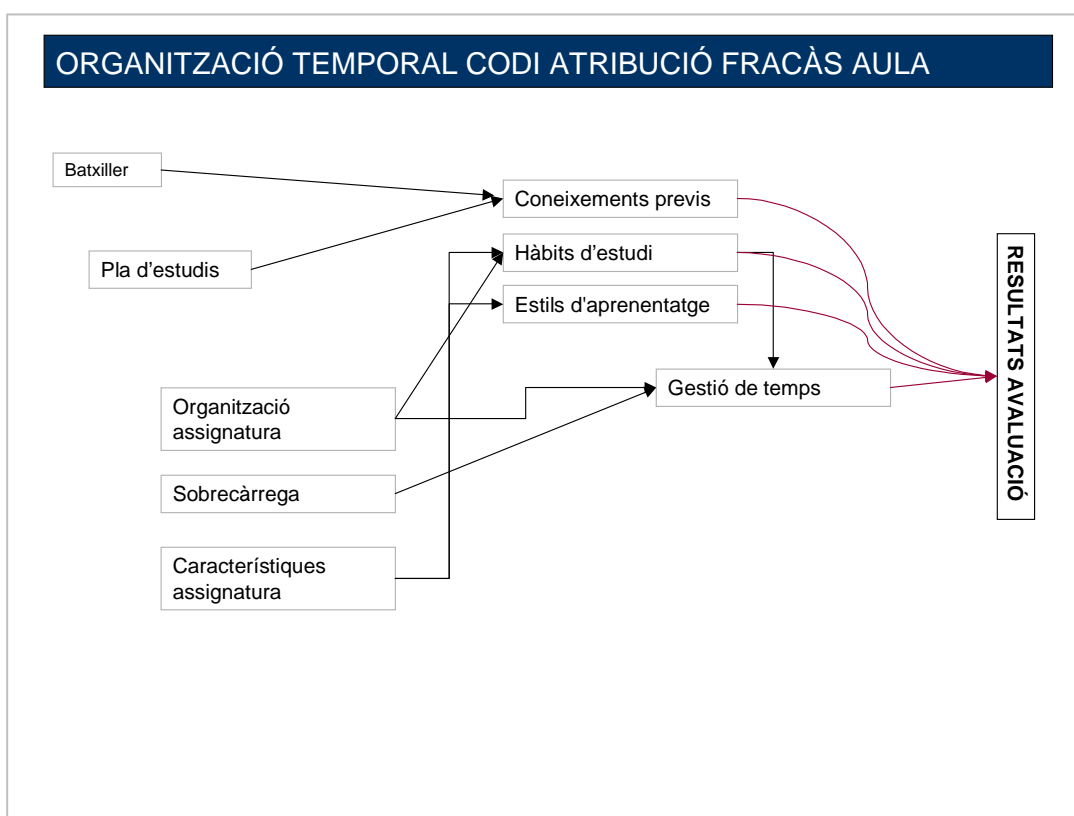 ORGANITZACIÓ TEMPORAL CODI ATRIBUCIÓ FRACÀS AULA
Batxiller
Coneixements previs
Hàbits d'estudi
Pla d’estudis
Estils d'aprenentatge
Gestió de temps
RESULTATS AVALUACIÓ
Organització
assignatura
Sobrecàrrega
Característiques
assignatura